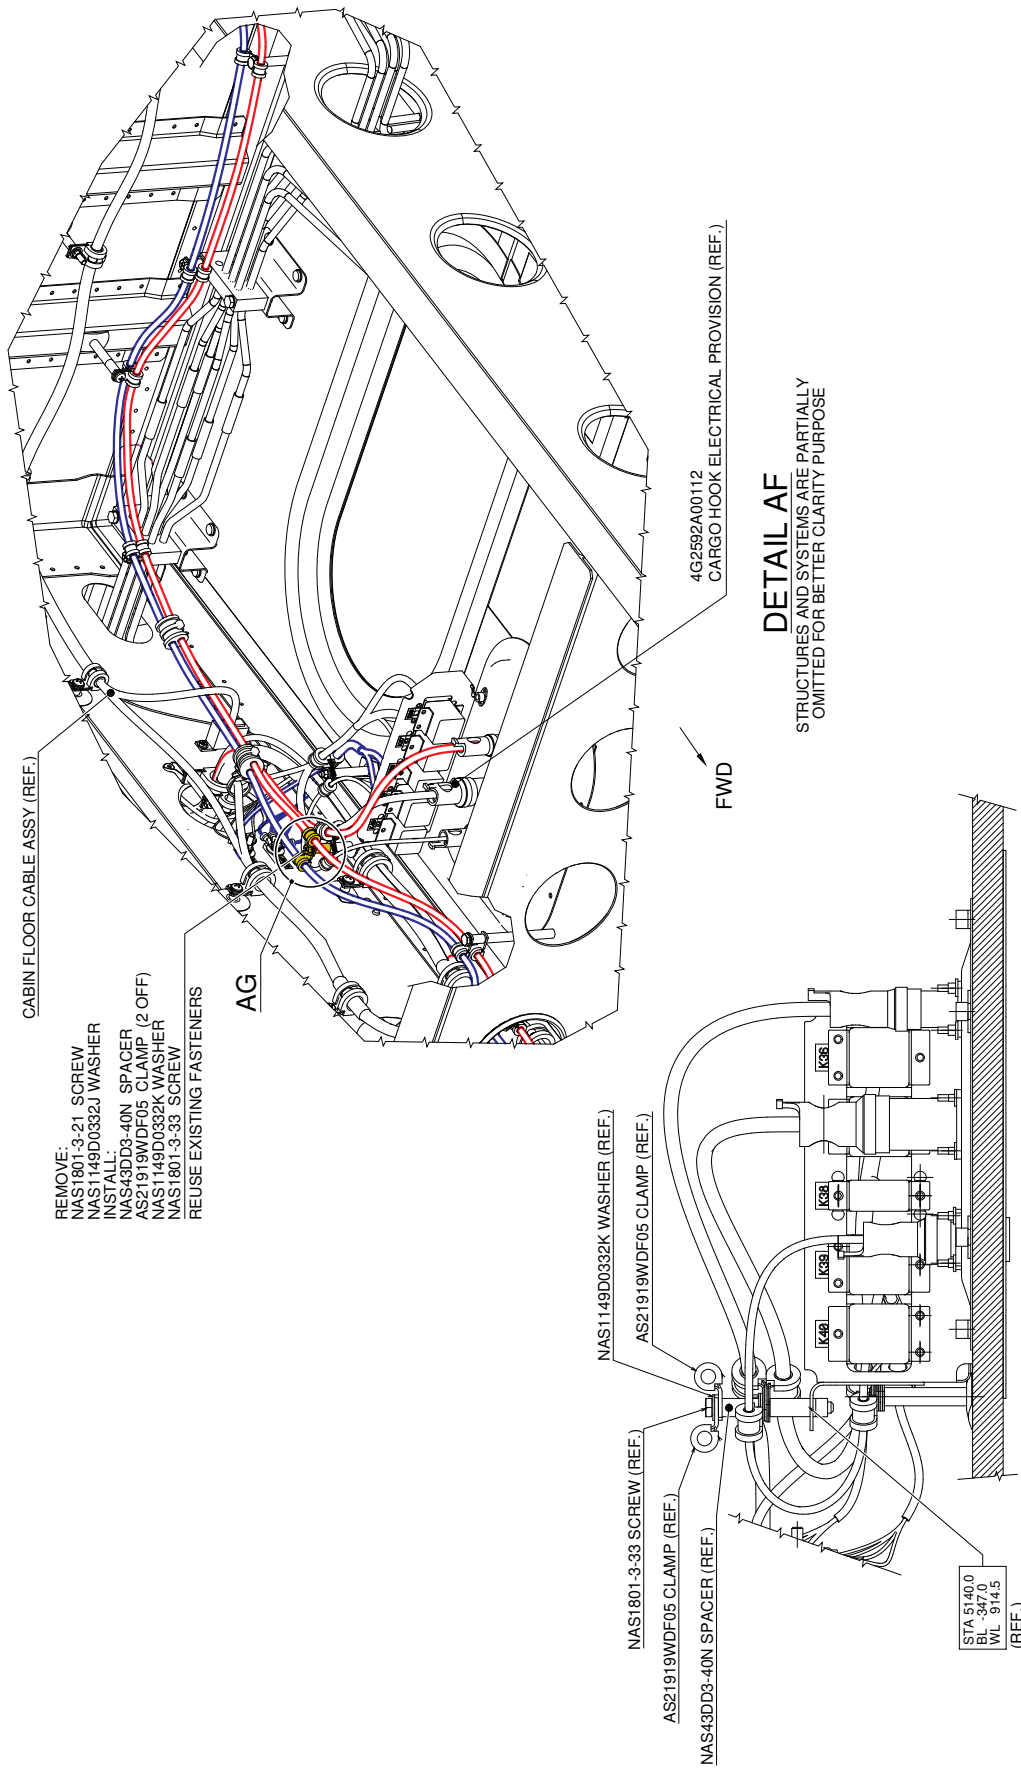 CABIN FLOOR CABLE ASSY (REF.)
REMOVE:
NAS1801-3-21 SCREW
NAS1149D0332J WASHER
INSTALL:
NAS43DD3-40N SPACER
AS21919WDF05 CLAMP (2 OFF)
NAS1149D0332K WASHER
NAS1801-3-33 SCREW
REUSE EXISTING FASTENERS
AG
4G2592A00112
CARGO HOOK ELECTRICAL PROVISION (REF.)
DETAIL AF
STRUCTURES AND SYSTEMS ARE PARTIALLY
OMITTED FOR BETTER CLARITY PURPOSE
FWD
NAS1149D0332K WASHER (REF.)
AS21919WDF05 CLAMP (REF.)
NAS1801-3-33 SCREW (REF.)
AS21919WDF05 CLAMP (REF.)
NAS43DD3-40N SPACER (REF.)
K40
K39
K38
K36
STA 5140.0
BL -347.0
WL 914.5
(REF.)